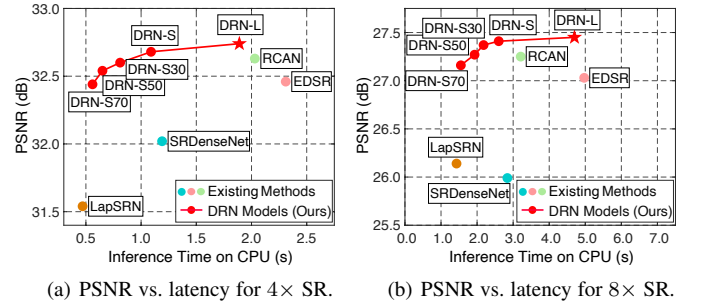 33.0
32.5
32.0
31.5
PSNR (dB)
0.5 1.0 1.5 2.0 2.5
Inference Time on CPU (s)
DRN-L
DRN-S
DRN-S30
DRN-S50
DRN-S70
RCAN
EDSR
SRDenseNet
LapSRN
Existing Methods
DRN Models (Ours)
(a) PSNR vs. latency for 4× SR.
27.9
27.3
26.7
26.1
25.5
PSNR (dB)
0.0 1.0 2.0 3.0 4.0 5.0 6.0 7.0
Inference Time on CPU (s)
DRN-L
DRN-S
DRN-S30
DRN-S50
DRN-S70
RCAN
EDSR
LapSRN
SRDenseNet
Existing Methods
DRN Models (Ours)
(b) PSNR vs. latency for 8× SR.